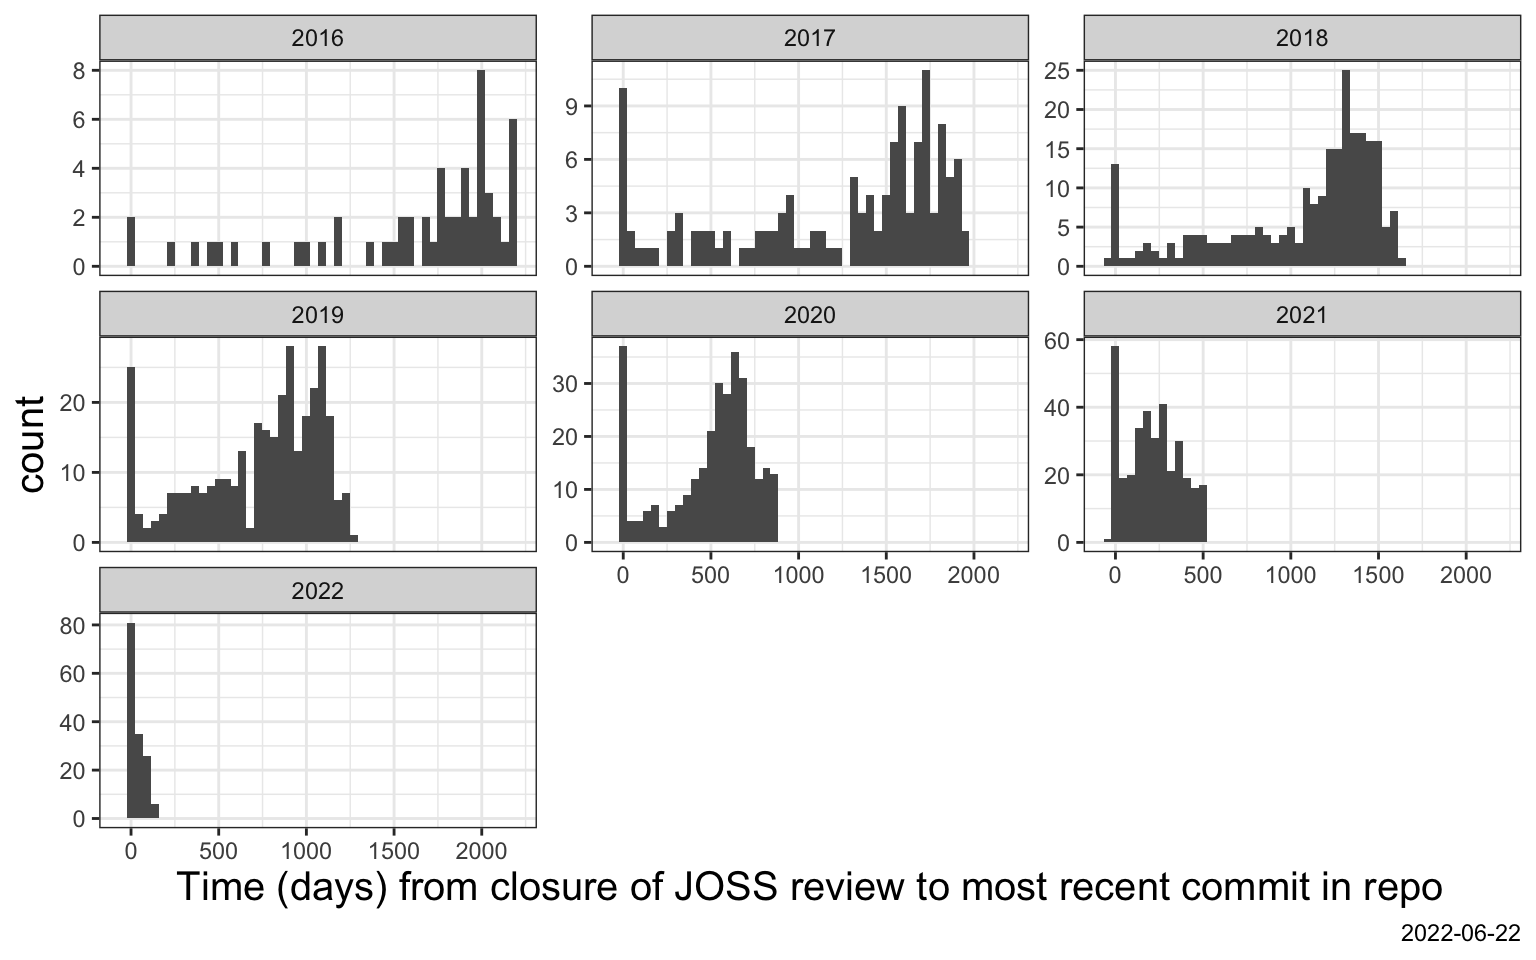 2016 2017 2018
8 6 4 2 0
9 6 3 0
25 20 15 10 5 0
2019 2020 2021
20 10 0
30 20 10 0
60 40 20 0
0 500 1000 1500 2000
0 500 1000 1500 2000
2022
80 60 40 20 0
0 500 1000 1500 2000
count
Time (days) from closure of JOSS review to most recent commit in repo
2022-06-22